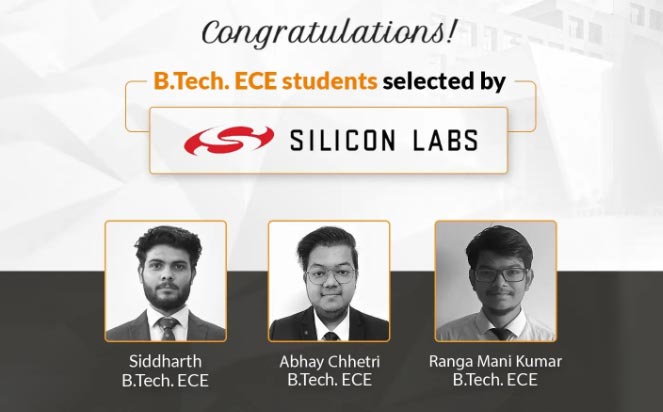 Congratulations!
B.Tech. ECE students selected by
SILICON LABS
Siddharth
B.Tech. ECE
Abhay Chhetri
B.Tech. ECE
Ranga Mani Kumar
B.Tech. ECE